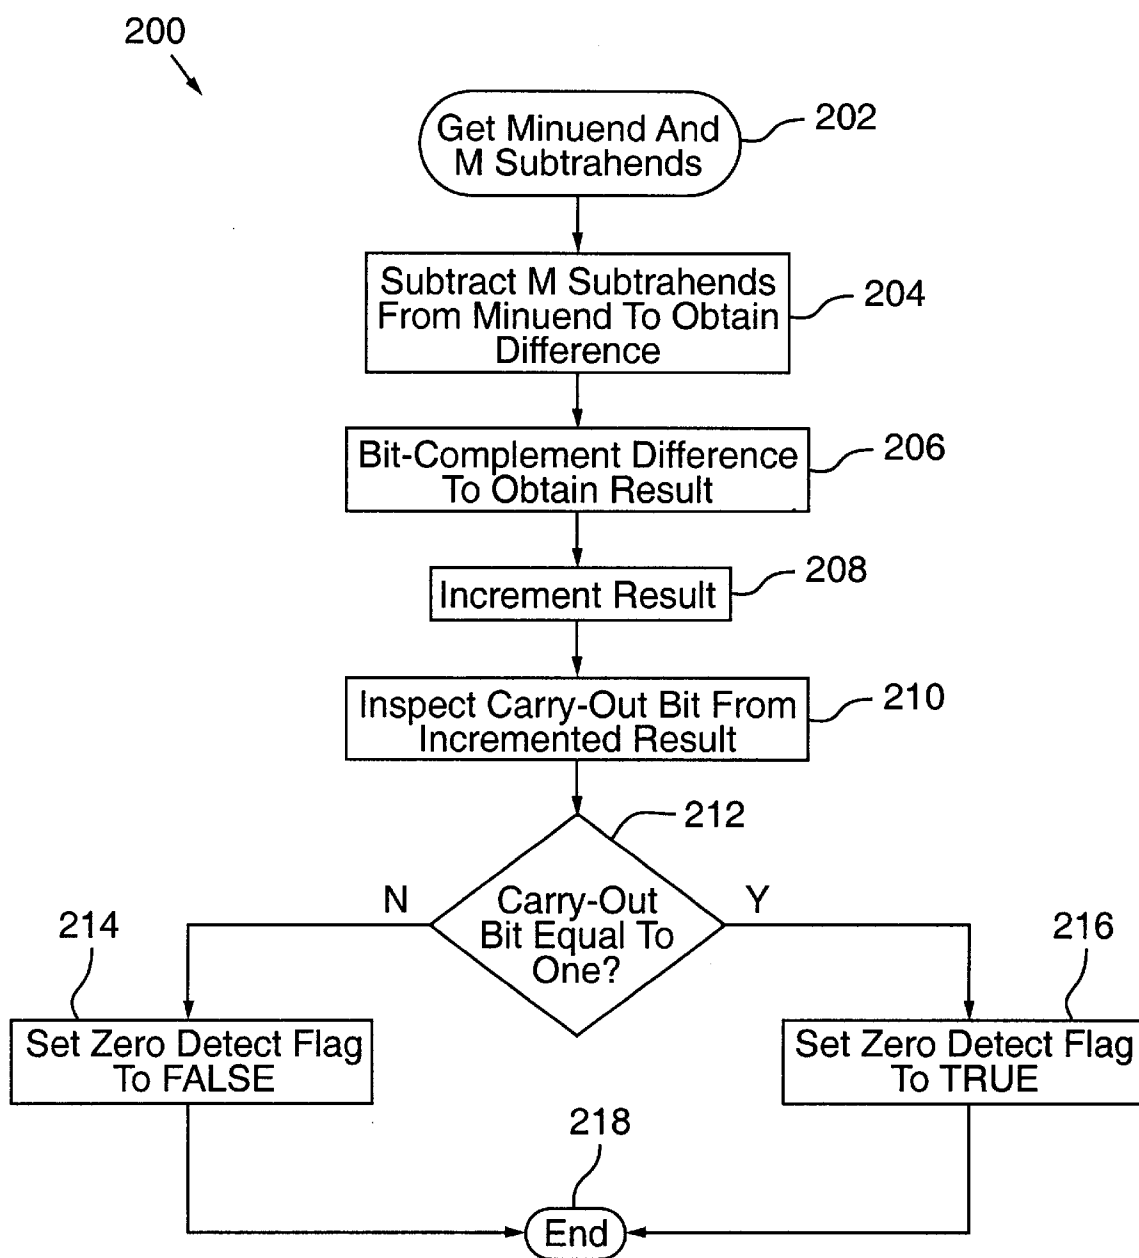 200
Get Minuend And
M Subtrahends
202
Subtract M Subtrahends
From Minuend To Obtain
Difference
204
Bit-Complement Difference
To Obtain Result
206
Increment Result
208
Inspect Carry-Out Bit From
Incremented Result
210
212
Carry-Out
Bit Equal To
One?
N
Y
214
Set Zero Detect Flag
To FALSE
216
Set Zero Detect Flag
To TRUE
218
End